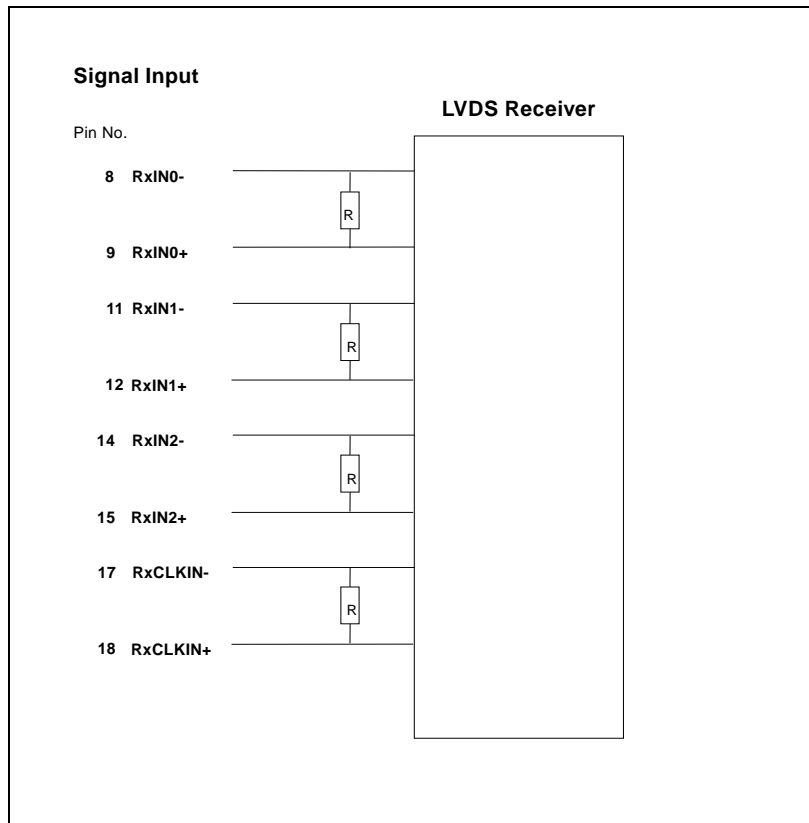 Signal Input
LVDS Receiver
Pin No.
8 RxIN0-
R
9 RxIN0+
11 RxIN1-
R
12 RxIN1+
14 RxIN2-
R
15 RxIN2+
17 RxCLKIN-
R
18 RxCLKIN+